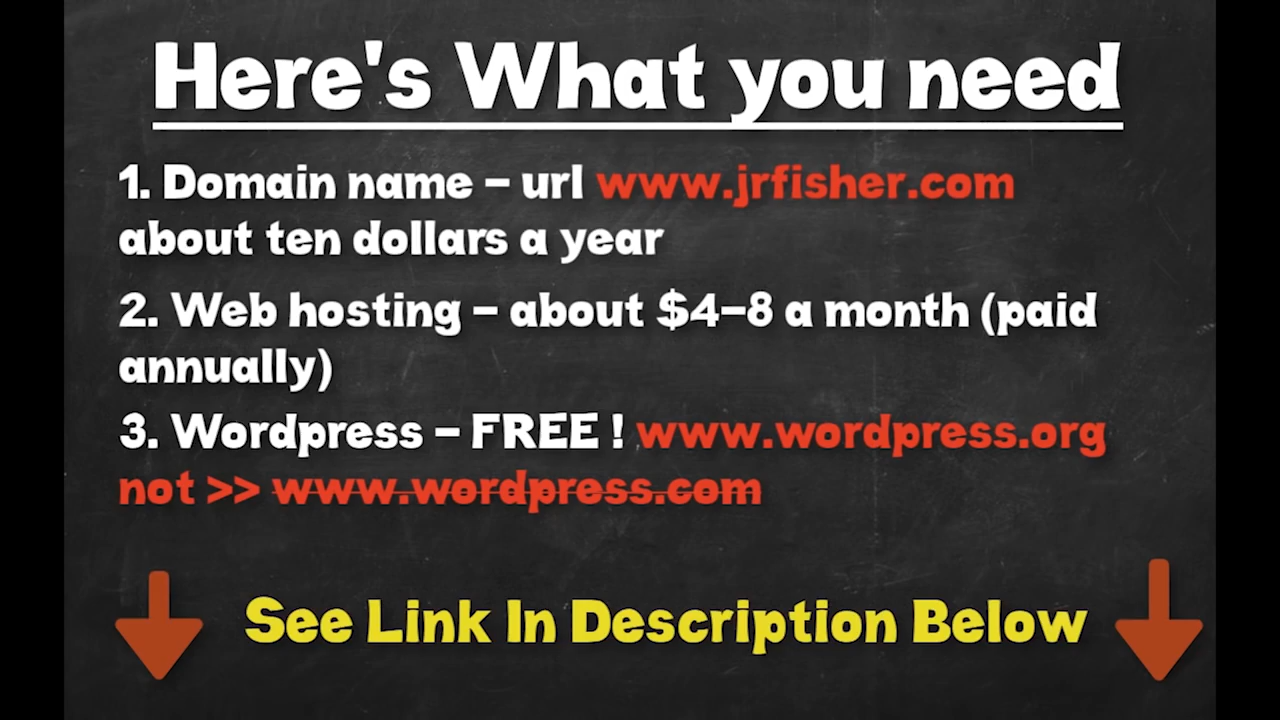 Here's What you need
1. Domain name – url www.jrfisher.com
about ten dollars a year
2. Web hosting – about $4–8 a month (paid
annually)
3. Wordpress – FREE ! www.wordpress.org
not >> www.wordpress.com
See Link In Description Below